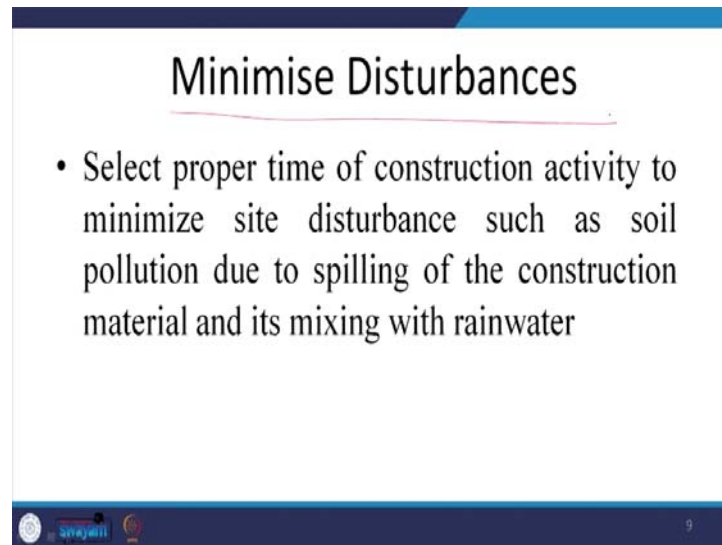 Minimise Disturbances
• Select proper time of construction activity to
minimize site disturbance such as soil
pollution due to spilling of the construction
material and its mixing with rainwater
swayam
9